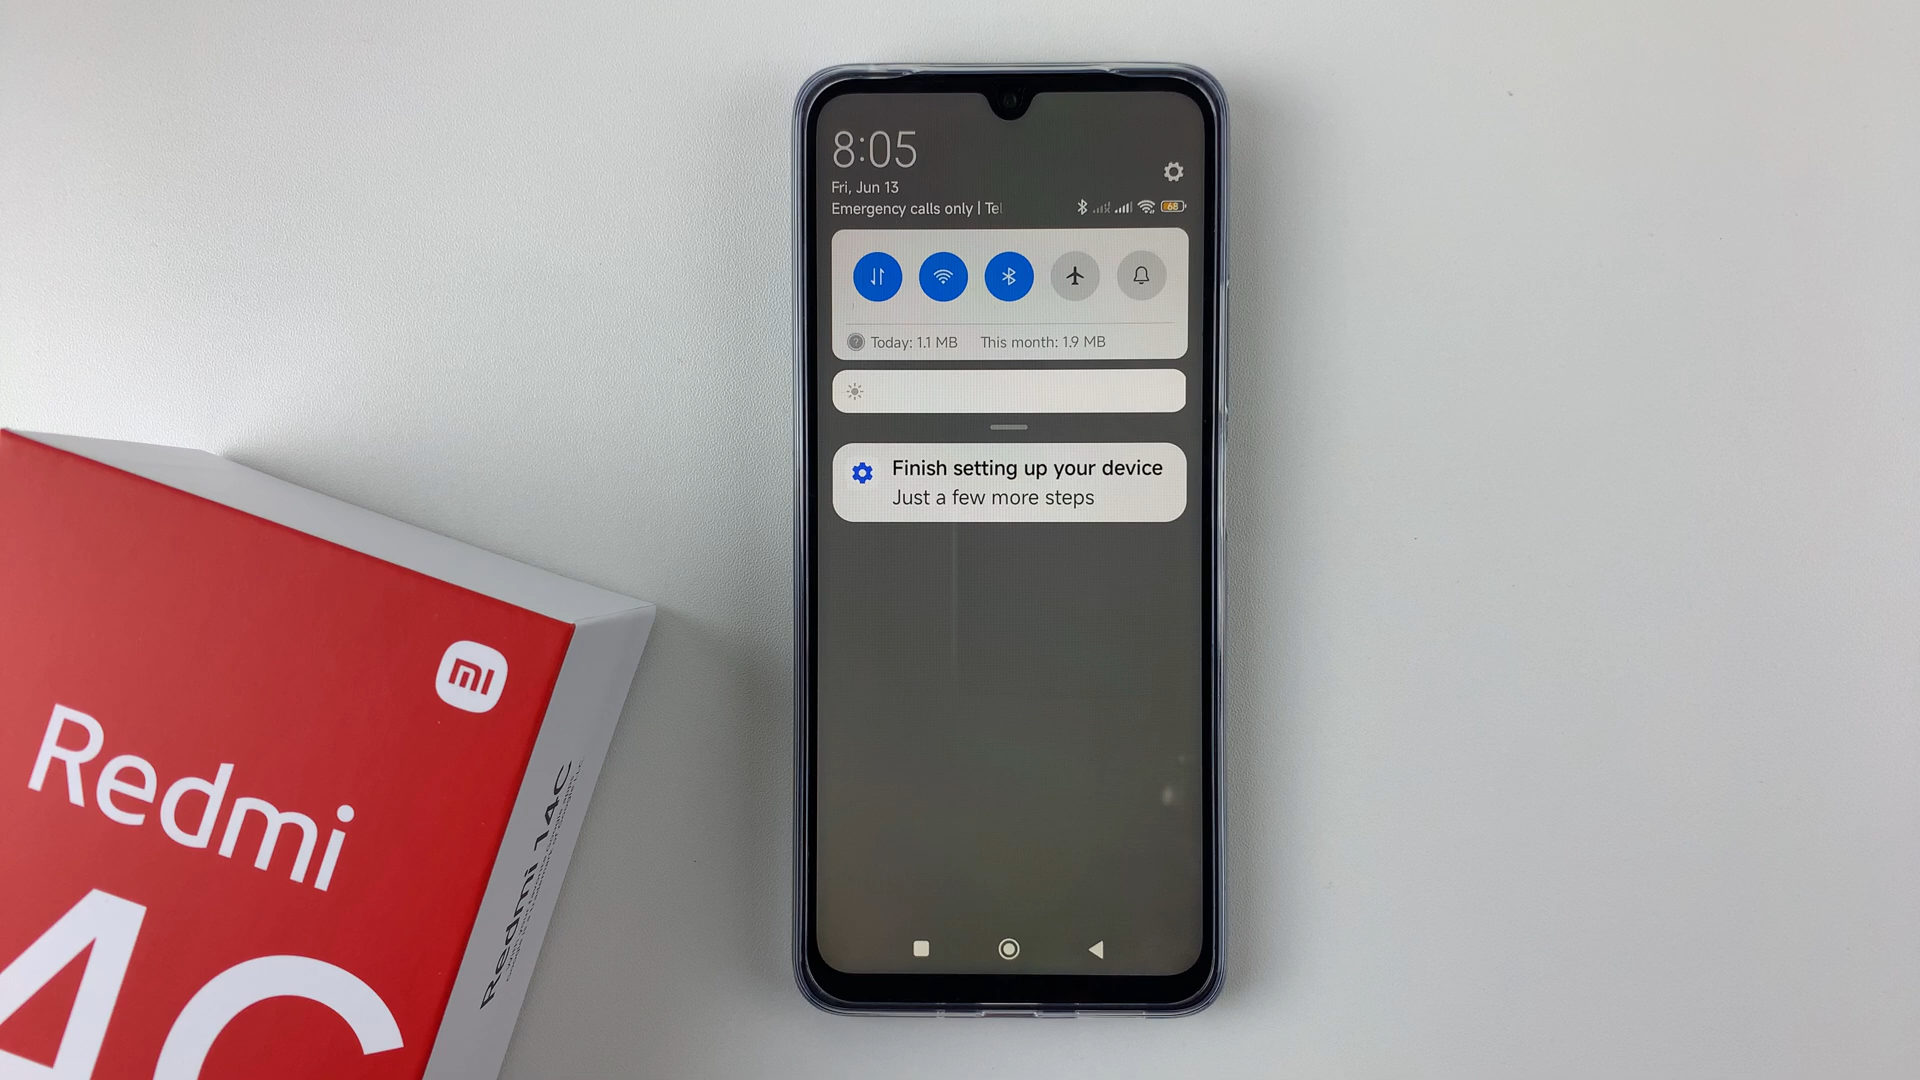 8:05
Fri, Jun 13
Emergency calls only | Tel
68
Today: 1.1 MB This month: 1.9 MB
Finish setting up your device
Just a few more steps
mi
Redmi
4C
Redmi 14C